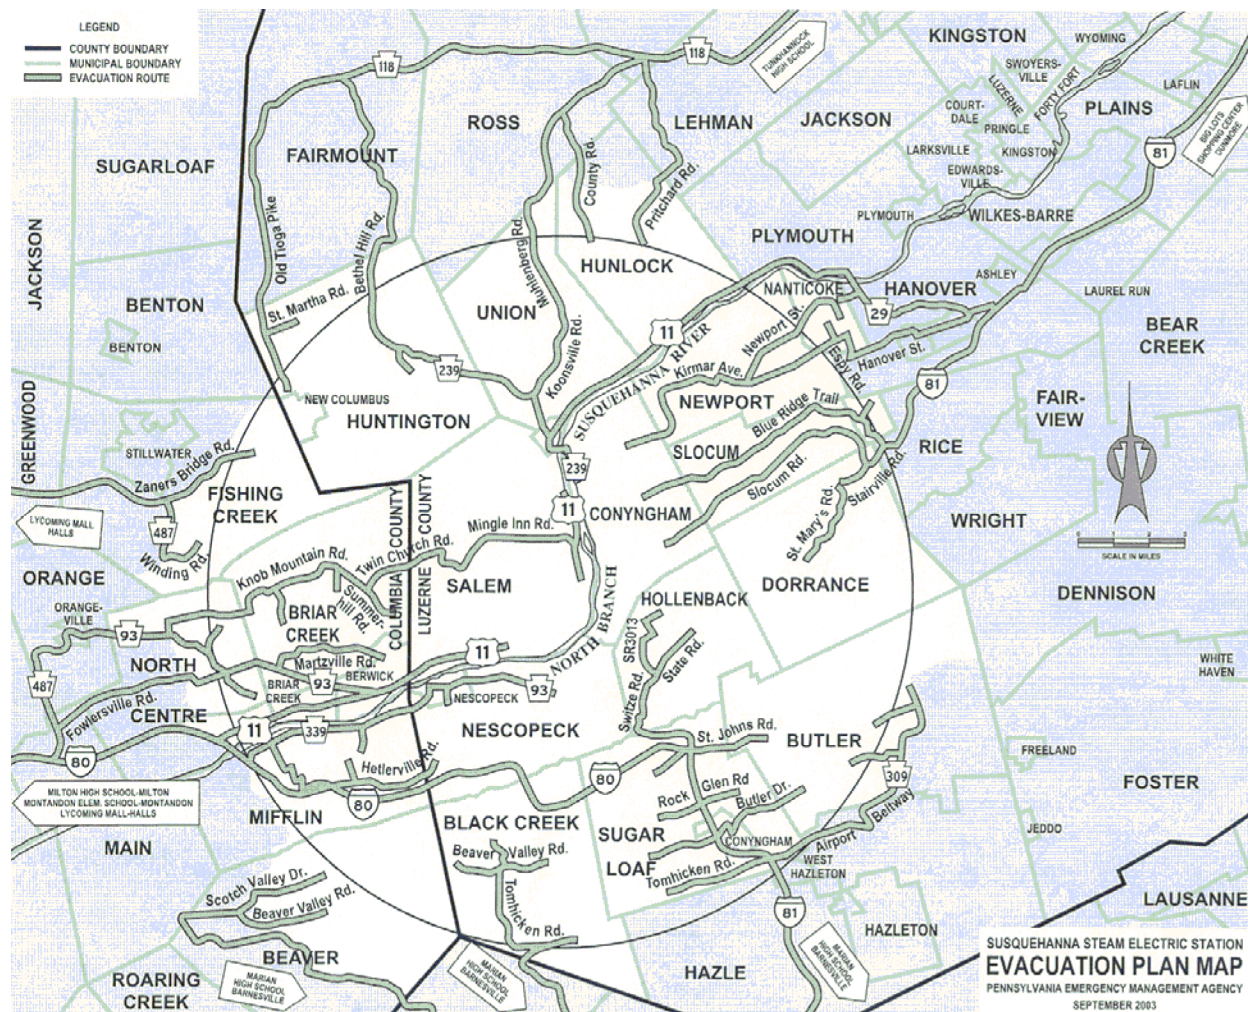 LEGEND
COUNTY BOUNDARY
MUNICIPAL BOUNDARY
EVACUATION ROUTE
118
118
TUNKHANNOCK
HIGH SCHOOL
KINGSTON
WYOMING
SWOYERS-
VILLE
LUZERNE
FORTY FORT
LAFLIN
COURT-
DALE
PLAINS
PRINGLE
LARKSVILLE
KINGSTON
EDWARDS-
VILLE
BIG LOTS
SHOPPING CENTER
DUNMORE
81
ROSS
LEHMAN
JACKSON
SUGARLOAF
FAIRMOUNT
County Rd.
Pritchard Rd.
PLYMOUTH
WILKES-BARRE
PLYMOUTH
JACKSON
Old Tioga Pike
Bethel Hill Rd.
Muhlenberg Rd.
HUNLOCK
ASHLEY
NANTICOKE
HANOVER
LAUREL RUN
BENTON
St. Martha Rd.
UNION
29
BEAR
CREEK
BENTON
11
SUSQUEHANNA RIVER
Newport St.
Koonsville Rd.
Espy Rd.
Hanover St.
239
Kirmar Ave.
81
GREENWOOD
NEW COLUMBUS
HUNTINGTON
NEWPORT
FAIR-
VIEW
Blue Ridge Trail
STILLWATER
SLOCUM
RICE
Zaners Bridge Rd.
239
Slocum Rd.
Stairville Rd.
FISHING
CREEK
COLUMBIA COUNTY
LUZERNE COUNTY
11
CONYNGHAM
St. Mary's Rd
WRIGHT
LYCOMING MALL
HALLS
487
Mingle Inn Rd.
SCALE IN MILES
Winding Rd.
Knob Mountain Rd.
Twin Church Rd.
ORANGE
SALEM
DORRANCE
DENNISON
HOLLENBACK
ORANGE-
VILLE
BRIAR
CREEK
Summer-
hill Rd.
NORTH BRANCH
93
SR3013
State Rd.
NORTH
CENTRE
11
Martzville Rd.
BERWICK
WHITE
HAVEN
487
BRIAR
CREEK
93
NESCOPECK
93
Switze Rd.
Fowlersville Rd.
11
339
NESCOPECK
St. Johns Rd.
BUTLER
80
Hetlerville Rd.
80
FREELAND
309
FOSTER
MILTON HIGH SCHOOL-MILTON
MONTANDON ELEM. SCHOOL-MONTANDON
LYCOMING MALL-HALLS
80
Rock Glen Rd
Butler Dr.
MIFFLIN
BLACK CREEK
SUGAR
LOAF
Airport Beltway
JEDDO
MAIN
Beaver Valley Rd.
CONYNGHAM
Tomhicken Rd.
WEST
HAZLETON
Scotch Valley Dr.
Beaver Valley Rd.
Tomhicken Rd.
81
LAUSANNE
HAZLETON
BEAVER
MARIAN
HIGH SCHOOL
BARNESVILLE
MARIAN
HIGH SCHOOL
BARNESVILLE
HAZLE
MARIAN
HIGH SCHOOL
BARNESVILLE
ROARING
CREEK
SUSQUEHANNA STEAM ELECTRIC STATION
EVACUATION PLAN MAP
PENNSYLVANIA EMERGENCY MANAGEMENT AGENCY
SEPTEMBER 2003